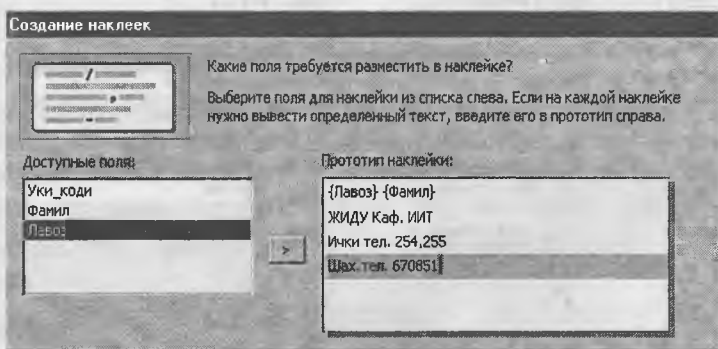 Создание наклеек
Какие поля требуется разместить в наклейке?
Выберите поля для наклейки из списка слева. Если на каждой наклейке
нужно вывести определенный текст, введите его в прототип справа.
Доступные поля:
Уки_коди
Фамил
Лавоз
>
Прототип наклейки:
{Лавоз} {Фамил}
ЖИДУ Каф. ИИТ
Ички тел. 254,255
Шах. тел. 670851